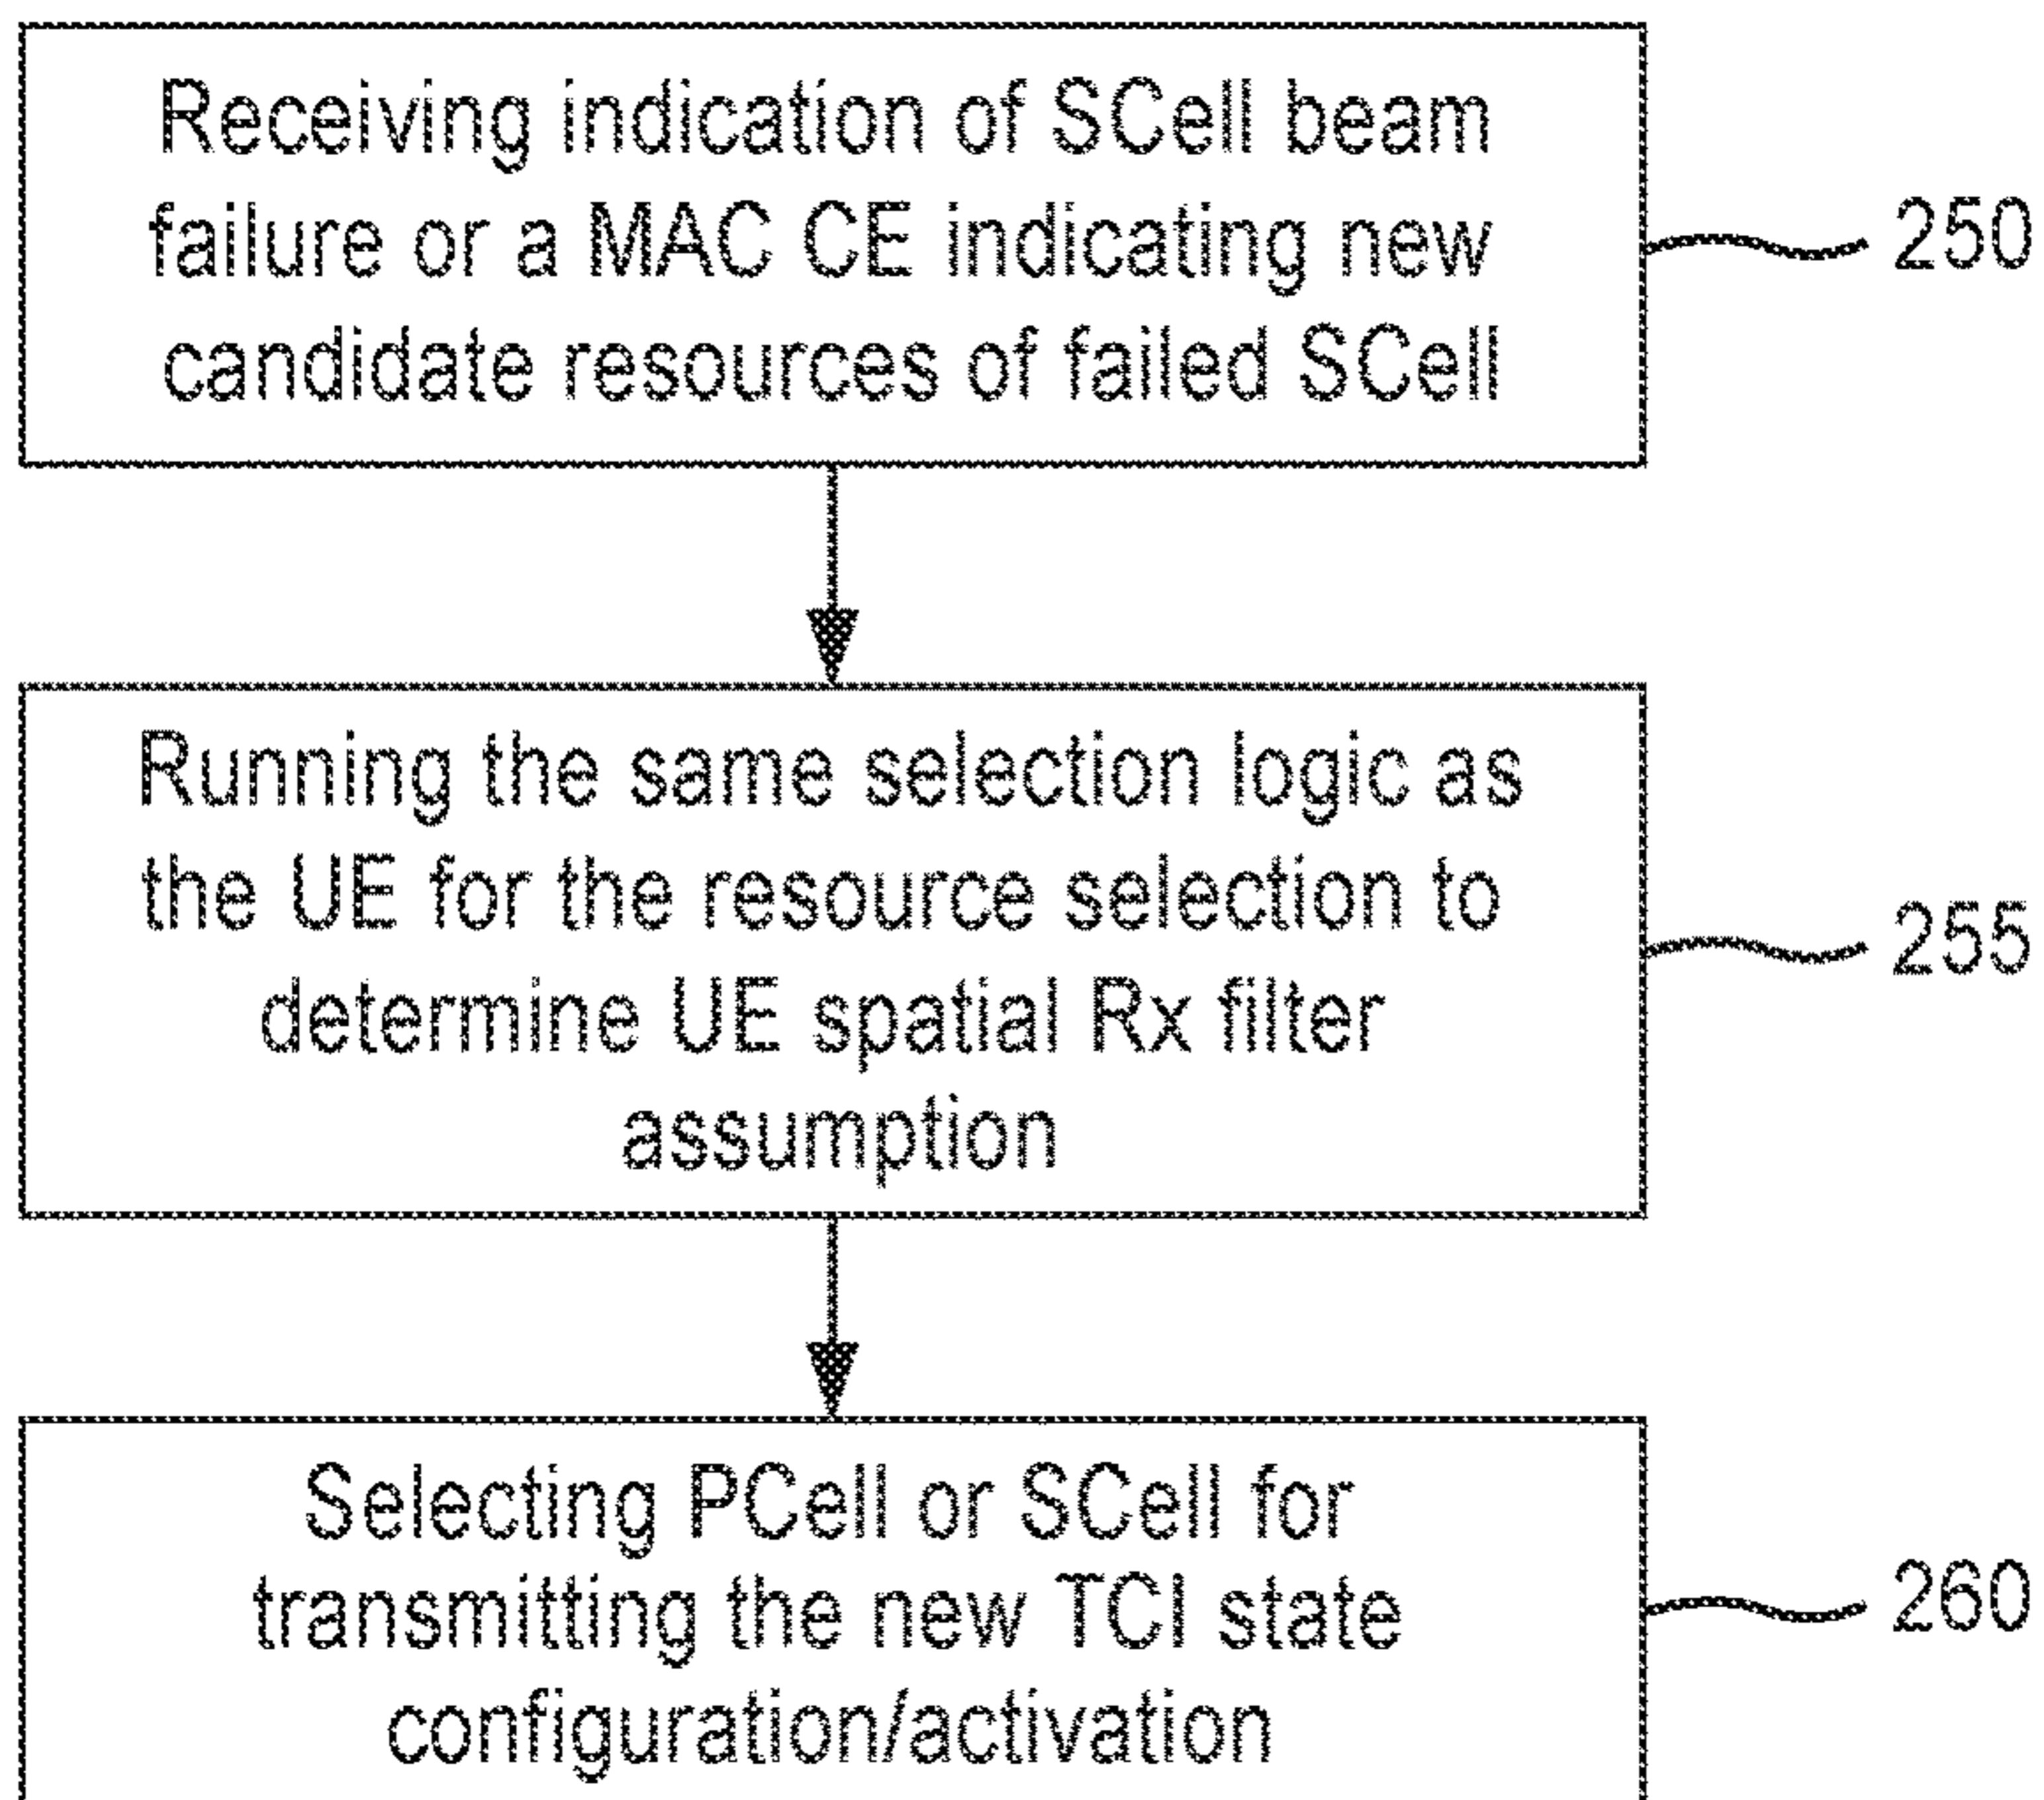 Receiving indication of SCell beam
failure or a MAC CE indicating new
candidate resources of failed SCell
250
Running the same selection logic as
the UE for the resource selection to
determine UE spatial Rx filter
assumption
255
Selecting PCell or SCell for
transmitting the new TCI state
configuration/activation
260